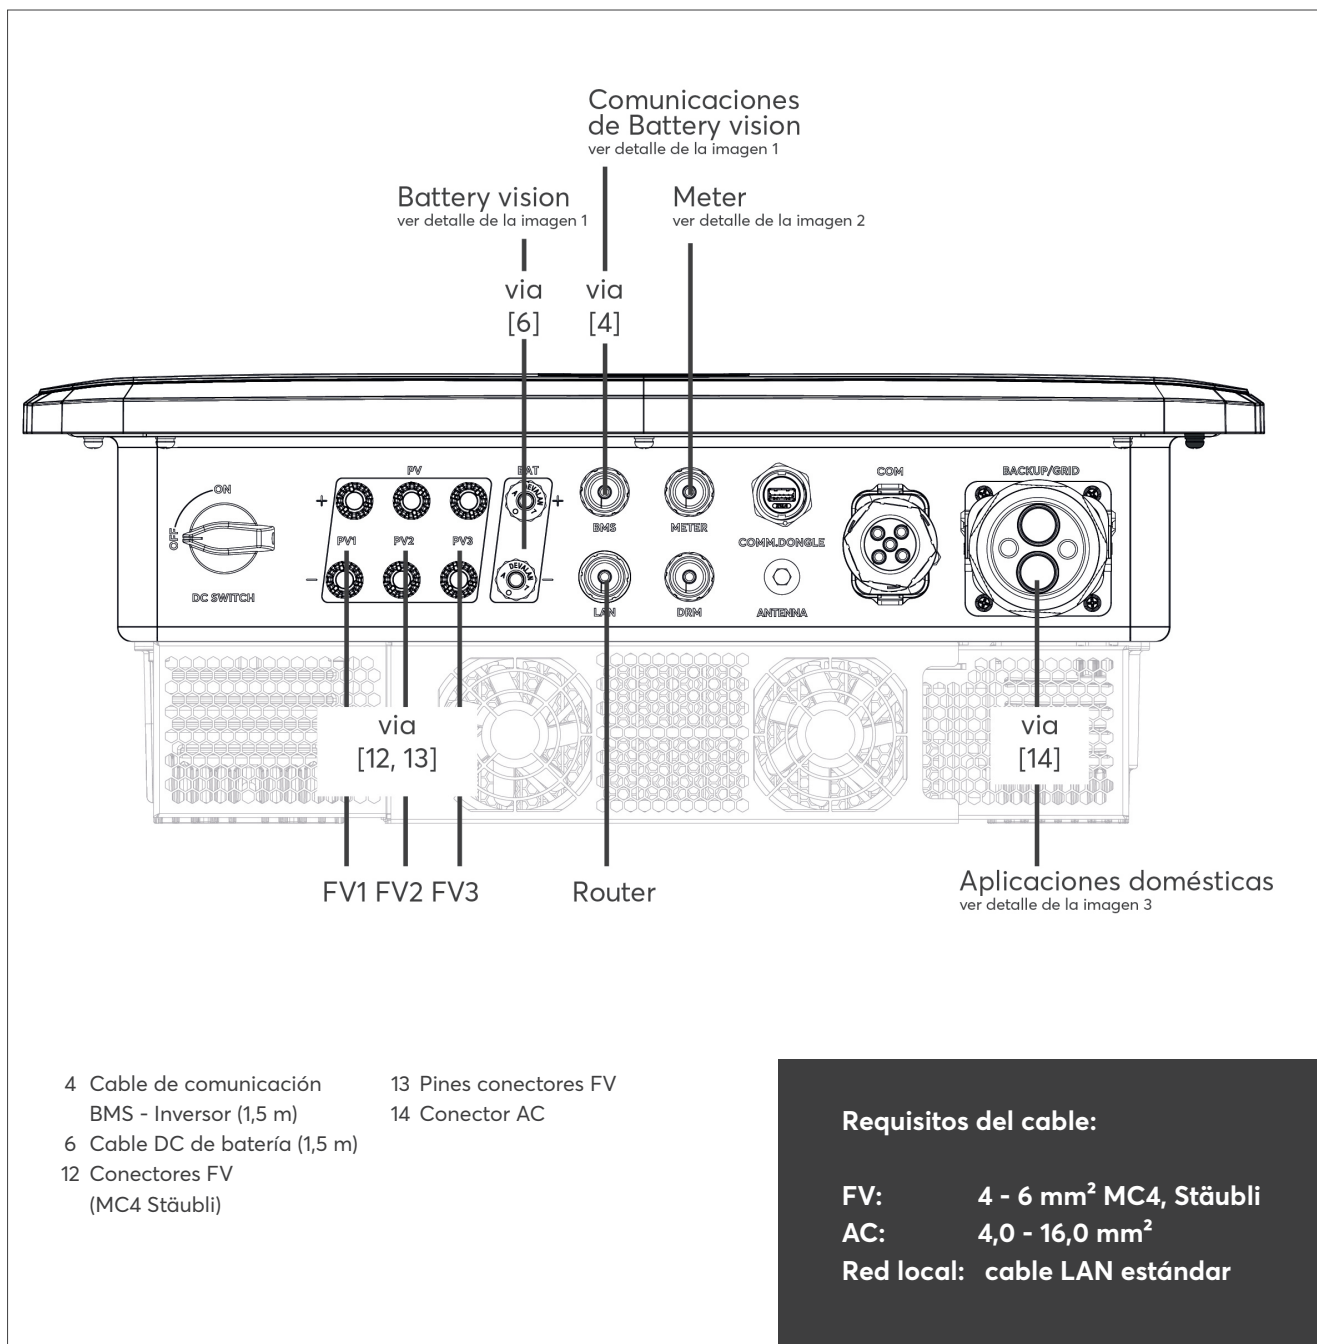 Comunicaciones
de Battery vision
ver detalle de la imagen 1
Battery vision
ver detalle de la imagen 1
Meter
ver detalle de la imagen 2
via
[6]
via
[4]
PV
BAT
COM
BACKUP/GRID
ON
OFF
DC SWITCH
+
PV1
PV2
PV3
−
DEVALAN
+
DEVALAN
−
BMS
METER
COMM.DONGLE
LAN
DRM
ANTENNA
via
[12, 13]
via
[14]
FV1 FV2 FV3
Router
Aplicaciones domésticas
ver detalle de la imagen 3
4 Cable de comunicación
BMS - Inversor (1,5 m)
6 Cable DC de batería (1,5 m)
12 Conectores FV
(MC4 Stäubli)
13 Pines conectores FV
14 Conector AC
Requisitos del cable:
FV: 4 - 6 mm² MC4, Stäubli
AC: 4,0 - 16,0 mm²
Red local: cable LAN estándar